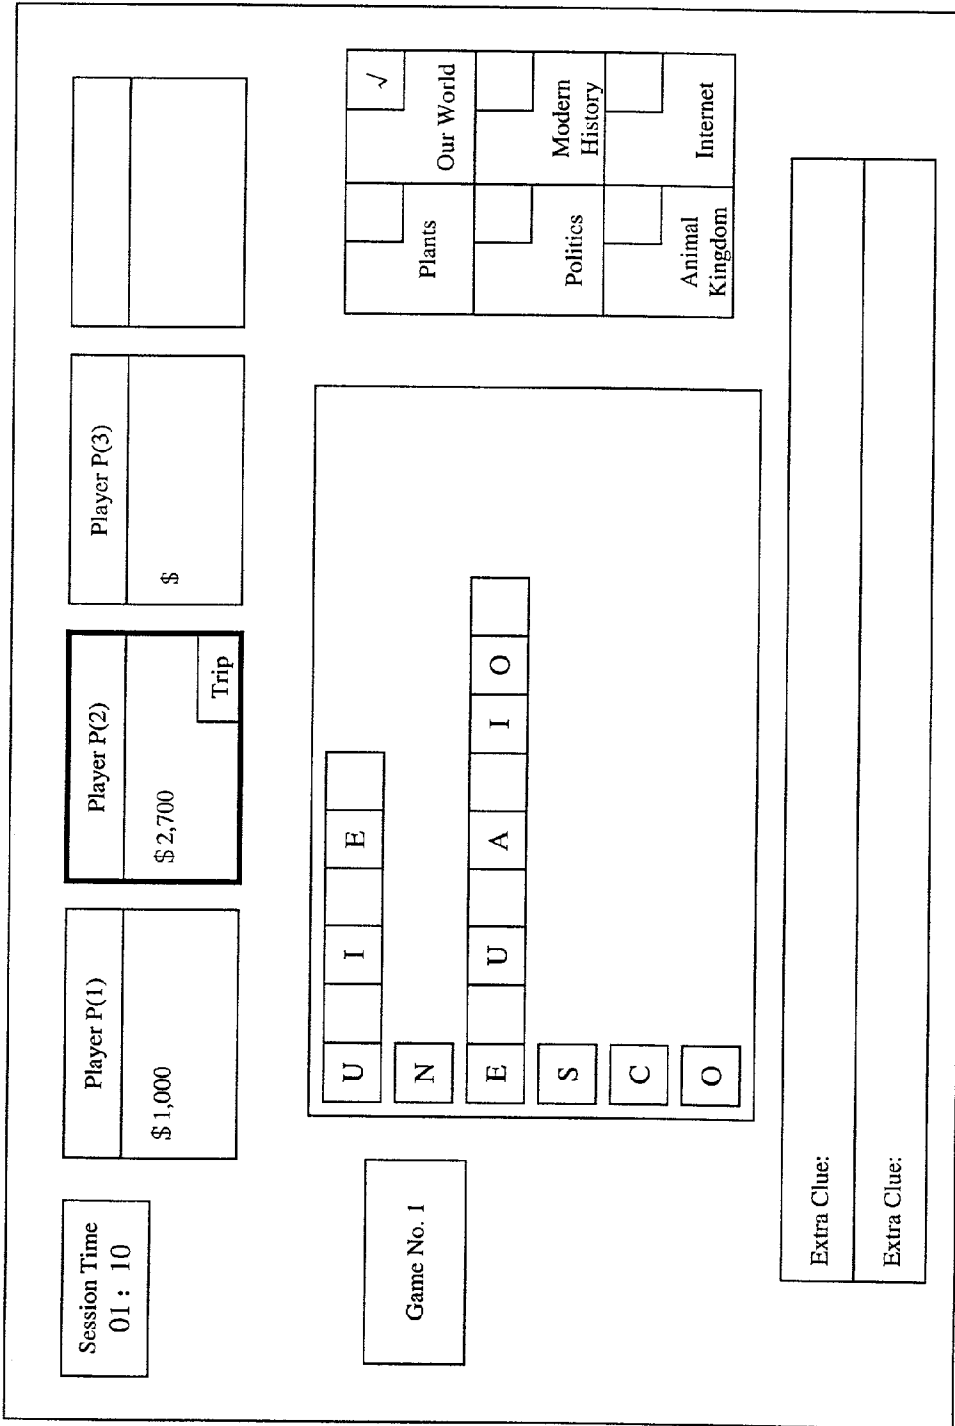 Session Time
01 : 10
Player P(1)
$ 1,000
Player P(2)
$ 2,700
Trip
Player P(3)
$
Game No. 1
U I E
N
E U A I O
S
C
O
Plants
√
Our World
Politics
Modern
History
Animal
Kingdom
Internet
Extra Clue:
Extra Clue: